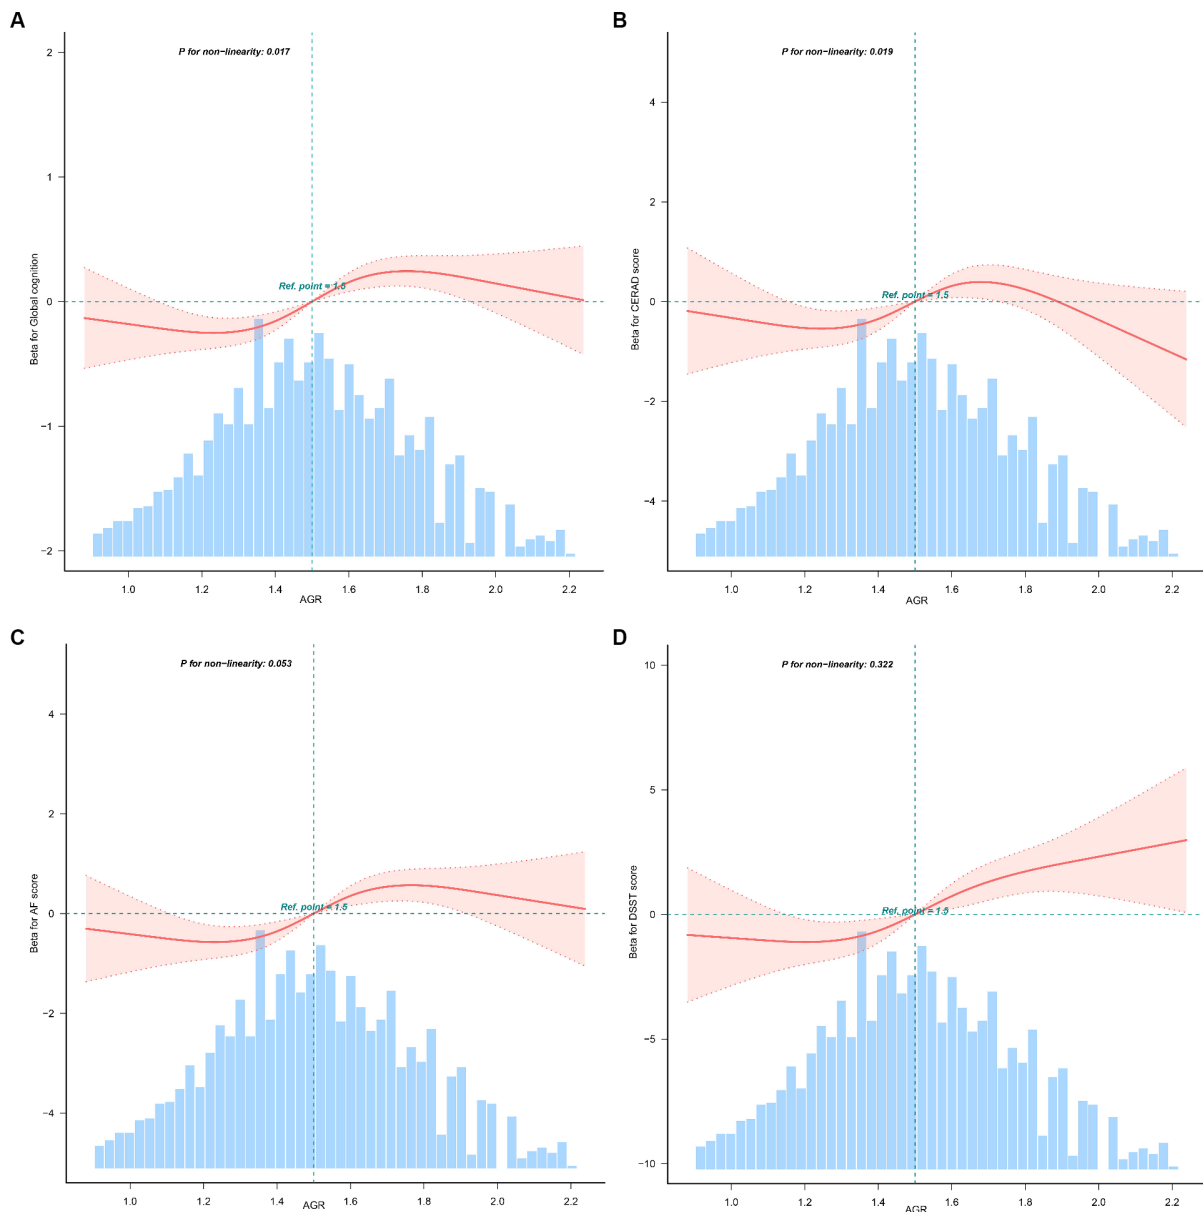 A
P for non−linearity: 0.017
Beta for Global cognition
2
1
0
−1
−2
Ref. point = 1.5
1.0 1.2 1.4 1.6 1.8 2.0 2.2
AGR
B
P for non−linearity: 0.019
Beta for CERAD score
4
2
0
−2
−4
Ref. point = 1.5
1.0 1.2 1.4 1.6 1.8 2.0 2.2
AGR
C
P for non−linearity: 0.053
Beta for AF score
4
2
0
−2
−4
Ref. point = 1.5
1.0 1.2 1.4 1.6 1.8 2.0 2.2
AGR
D
P for non−linearity: 0.322
Beta for DSST score
10
5
0
−5
−10
Ref. point = 1.5
1.0 1.2 1.4 1.6 1.8 2.0 2.2
AGR